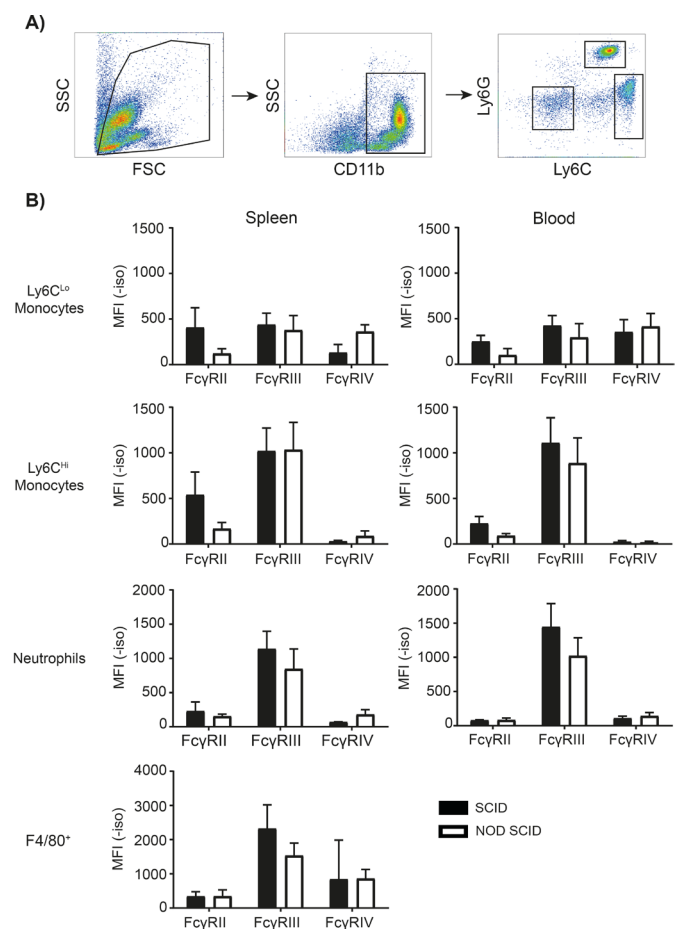 A)
SSC
FSC
SSC
CD11b
Ly6G
Ly6C
B)
Spleen
Blood
Ly6C^Lo
Monocytes
MFI (-iso)
1500
1000
500
0
FcγRII FcγRIII FcγRIV
MFI (-iso)
1500
1000
500
0
FcγRII FcγRIII FcγRIV
Ly6C^Hi
Monocytes
MFI (-iso)
1500
1000
500
0
FcγRII FcγRIII FcγRIV
MFI (-iso)
1500
1000
500
0
FcγRII FcγRIII FcγRIV
Neutrophils
MFI (-iso)
2000
1500
1000
500
0
FcγRII FcγRIII FcγRIV
MFI (-iso)
2000
1500
1000
500
0
FcγRII FcγRIII FcγRIV
F4/80⁺
MFI (-iso)
4000
3000
2000
1000
0
FcγRII FcγRIII FcγRIV
SCID
NOD SCID